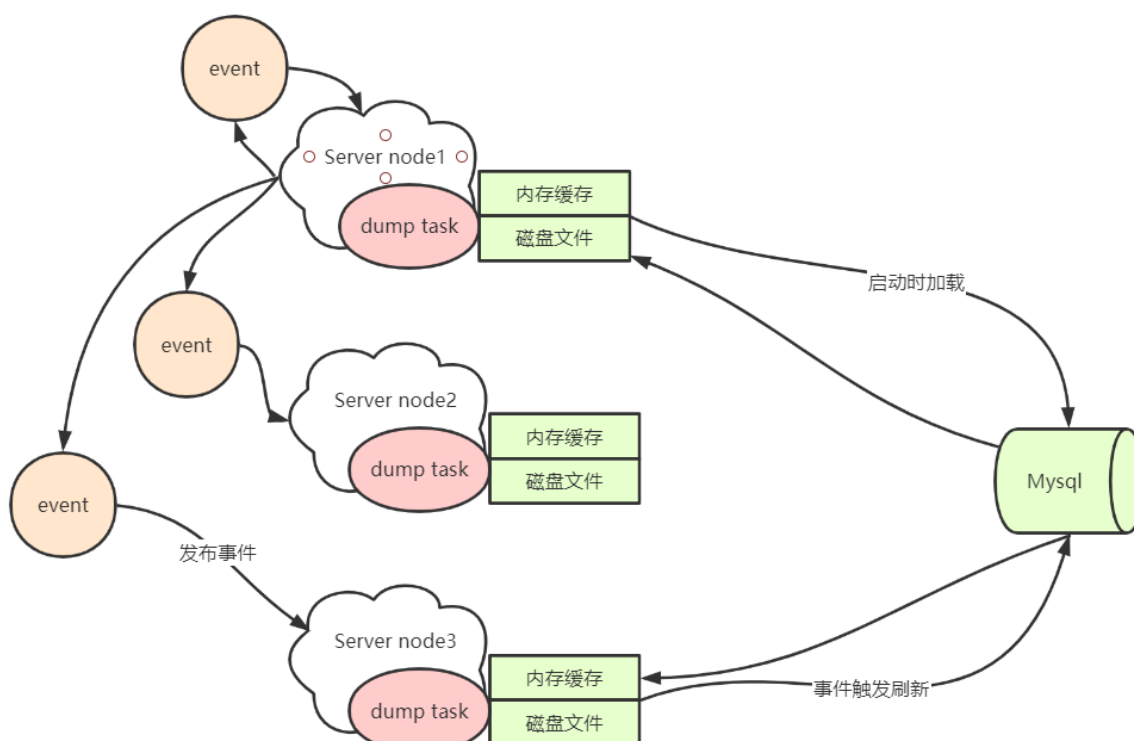 event
Server node1
内存缓存
dump task
磁盘文件
启动时加载
event
Server node2
内存缓存
dump task
磁盘文件
Mysql
event
发布事件
Server node3
内存缓存
事件触发刷新
dump task
磁盘文件